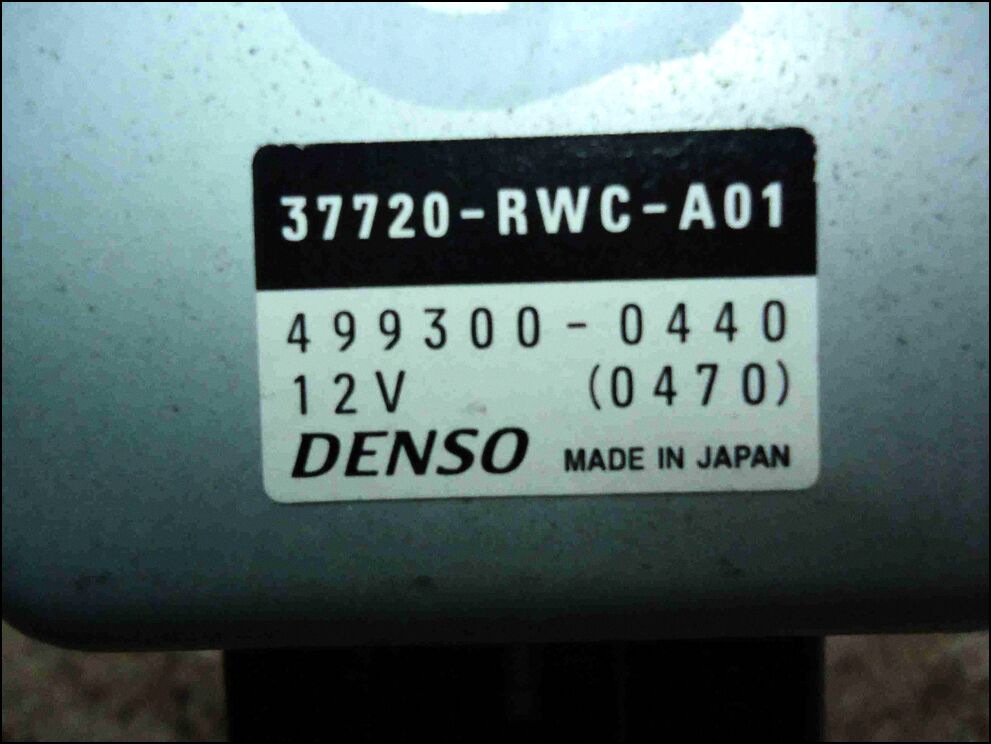 37720-RWC-A01
499300-0440
12V (0470)
DENSO MADE IN JAPAN